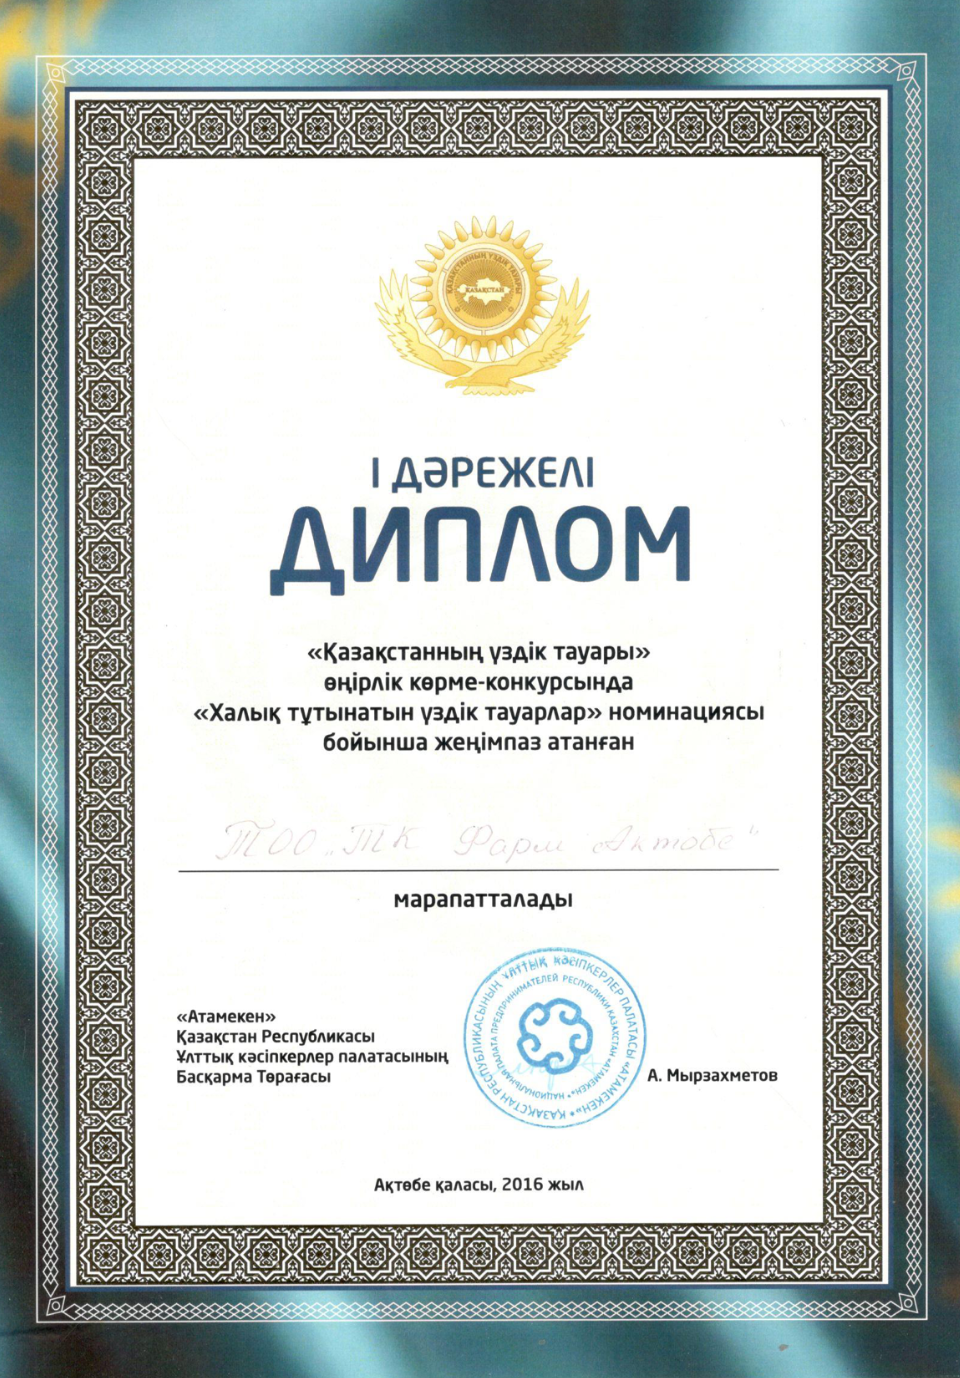 ҚАЗАҚСТАННЫҢ ҮЗДІК ТАУАРЫ
ҚАЗАҚСТАН
І ДӘРЕЖЕЛІ
ДИПЛОМ
«Қазақстанның үздік тауары»
өңірлік көрме-конкурсында
«Халық тұтынатын үздік тауарлар» номинациясы
бойынша жеңімпаз атанған
ТОО „ТК Фарм Актобе"
марапатталады
«Атамекен»
Қазақстан Республикасы
Ұлттық кәсіпкерлер палатасының
Басқарма Төрағасы
ҚАЗАҚСТАН РЕСПУБЛИКАСЫНЫҢ ҰЛТТЫҚ КӘСІПКЕРЛЕР ПАЛАТАСЫ «АТАМЕКЕН»
НАЦИОНАЛЬНАЯ ПАЛАТА ПРЕДПРИНИМАТЕЛЕЙ РЕСПУБЛИКИ КАЗАХСТАН «АТАМЕКЕН»
А. Мырзахметов
Ақтөбе қаласы, 2016 жыл